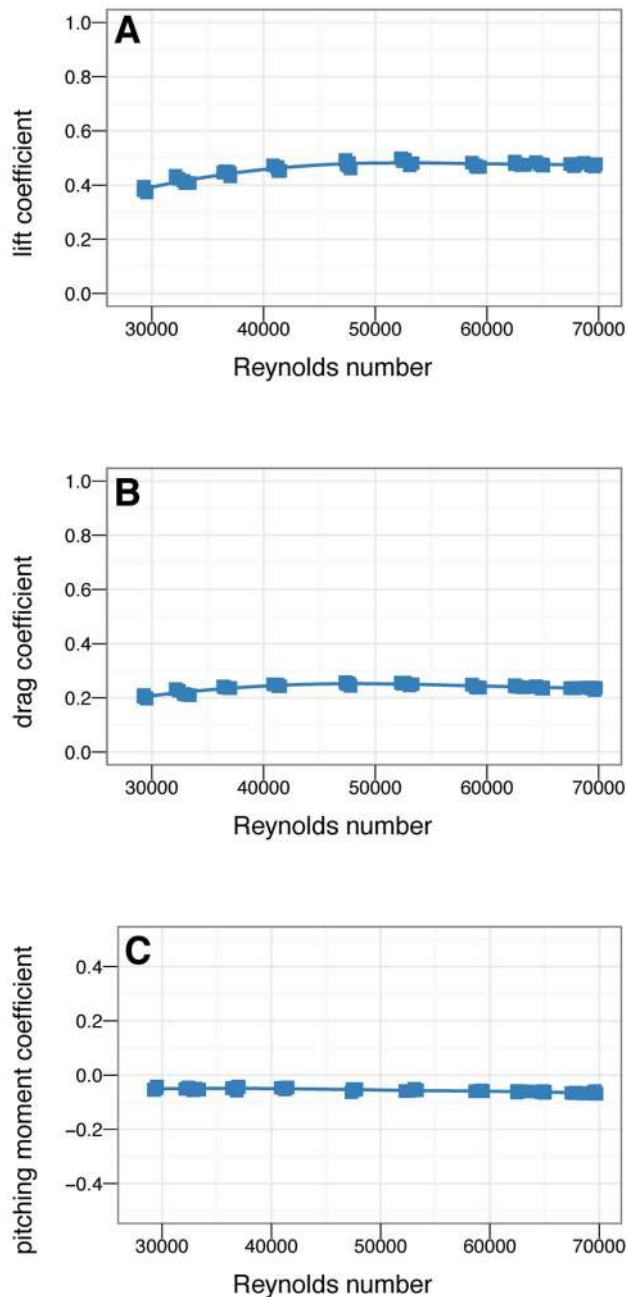 A
1.0
0.8
0.6
0.4
0.2
0.0
lift coefficient
30000 40000 50000 60000 70000
Reynolds number
B
1.0
0.8
0.6
0.4
0.2
0.0
drag coefficient
30000 40000 50000 60000 70000
Reynolds number
C
0.4
0.2
0.0
−0.2
−0.4
pitching moment coefficient
30000 40000 50000 60000 70000
Reynolds number